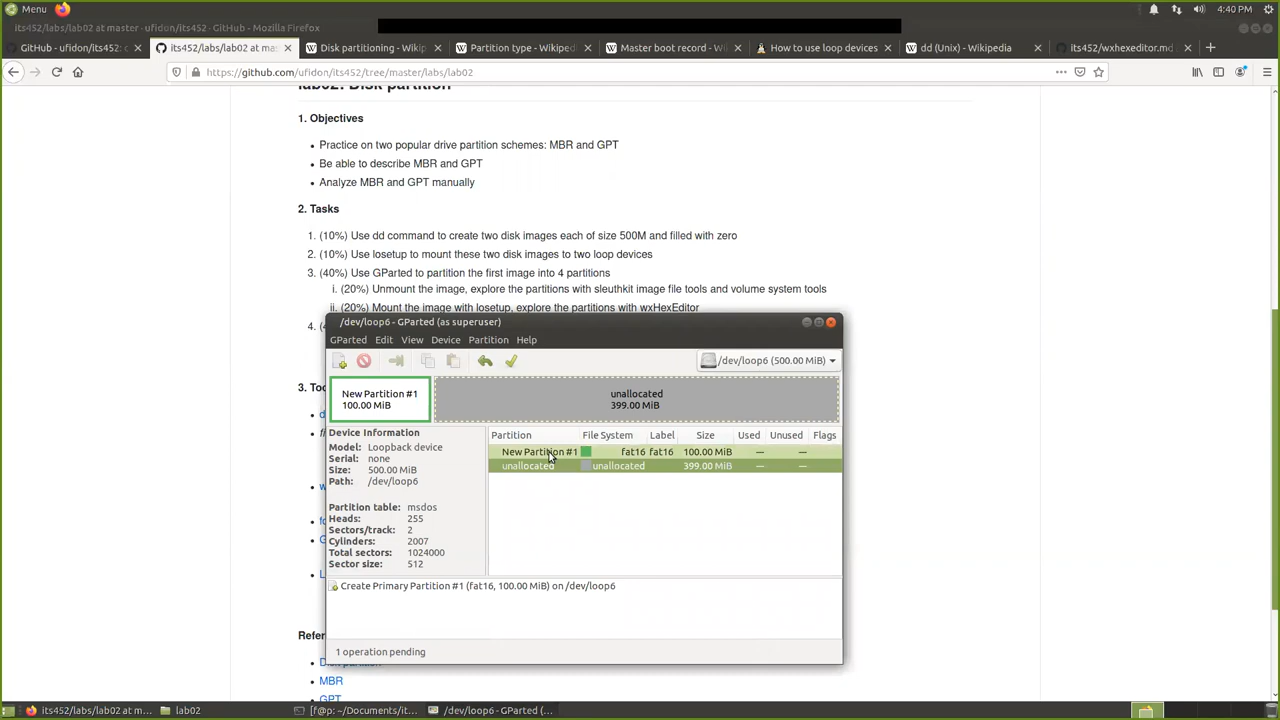 Menu
4:40 PM
its452/labs/lab02 at master · ufidon/its452 · GitHub - Mozilla Firefox
GitHub - ufidon/its452: c
its452/labs/lab02 at mas
Disk partitioning - Wikip
Partition type - Wikiped
Master boot record - Wi
How to use loop devices
dd (Unix) - Wikipedia
its452/wxhexeditor.md
https://github.com/ufidon/its452/tree/master/labs/lab02
lab02: Disk partition
1. Objectives
• Practice on two popular drive partition schemes: MBR and GPT
• Be able to describe MBR and GPT
• Analyze MBR and GPT manually
2. Tasks
1. (10%) Use dd command to create two disk images each of size 500M and filled with zero
2. (10%) Use losetup to mount these two disk images to two loop devices
3. (40%) Use GParted to partition the first image into 4 partitions
i. (20%) Unmount the image, explore the partitions with sleuthkit image file tools and volume system tools
ii. (20%) Mount the image with losetup, explore the partitions with wxHexEditor
4.
3. Too
Refer
Disk partition
MBR
GPT
/dev/loop6 - GParted (as superuser)
GParted Edit View Device Partition Help
/dev/loop6 (500.00 MiB)
New Partition #1
100.00 MiB
unallocated
399.00 MiB
Device Information
Model: Loopback device
Serial: none
Size: 500.00 MiB
Path: /dev/loop6
Partition table: msdos
Heads: 255
Sectors/track: 2
Cylinders: 2007
Total sectors: 1024000
Sector size: 512
Partition File System Label Size Used Unused Flags
New Partition #1 fat16 fat16 100.00 MiB — —
unallocated unallocated 399.00 MiB — —
Create Primary Partition #1 (fat16, 100.00 MiB) on /dev/loop6
1 operation pending
its452/labs/lab02 at mas...
lab02
[f@p: ~/Documents/it...
/dev/loop6 - GParted (...